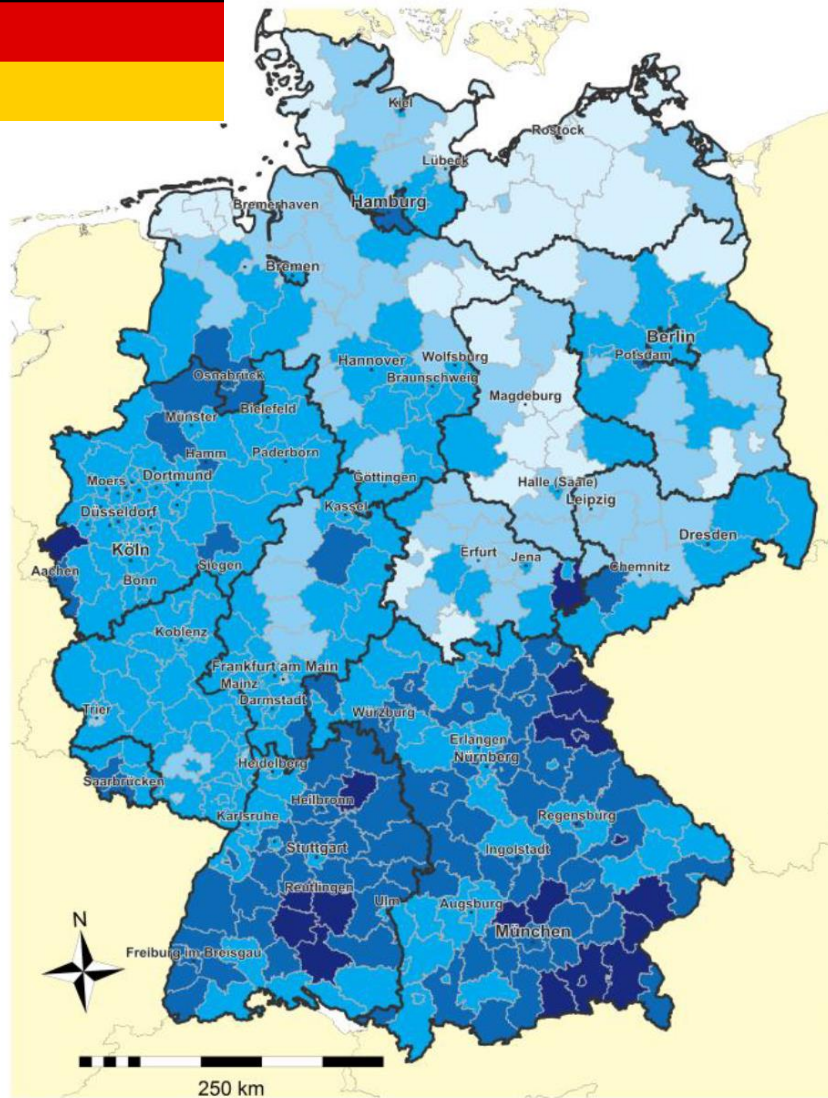 Kiel
Rostock
Lübeck
Hamburg
Bremerhaven
Bremen
Berlin
Potsdam
Hannover
Wolfsburg
Braunschweig
Osnabrück
Bielefeld
Magdeburg
Münster
Hamm
Paderborn
Moers
Dortmund
Göttingen
Halle (Saale)
Leipzig
Düsseldorf
Kassel
Dresden
Köln
Erfurt
Jena
Chemnitz
Aachen
Siegen
Bonn
Koblenz
Frankfurt am Main
Mainz
Darmstadt
Trier
Würzburg
Erlangen
Nürnberg
Heidelberg
Saarbrücken
Heilbronn
Karlsruhe
Regensburg
Stuttgart
Ingolstadt
Reutlingen
Ulm
Augsburg
München
Freiburg im Breisgau
N
250 km